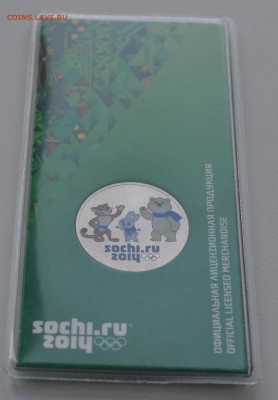 coins.lave.ru
sochi.ru
2014
sochi.ru
2014
ОФИЦИАЛЬНАЯ ЛИЦЕНЗИОННАЯ ПРОДУКЦИЯ
OFFICIAL LICENSED MERCHANDISE